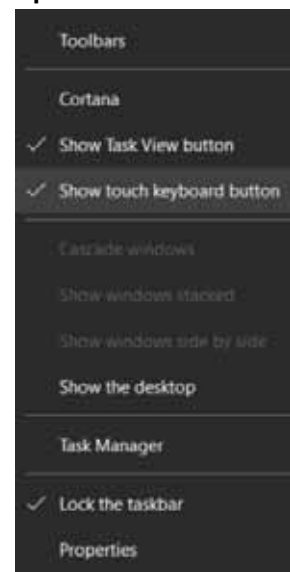 Toolbars
Cortana
Show Task View button
Show touch keyboard button
Cascade windows
Show windows stacked
Show windows side by side
Show the desktop
Task Manager
Lock the taskbar
Properties